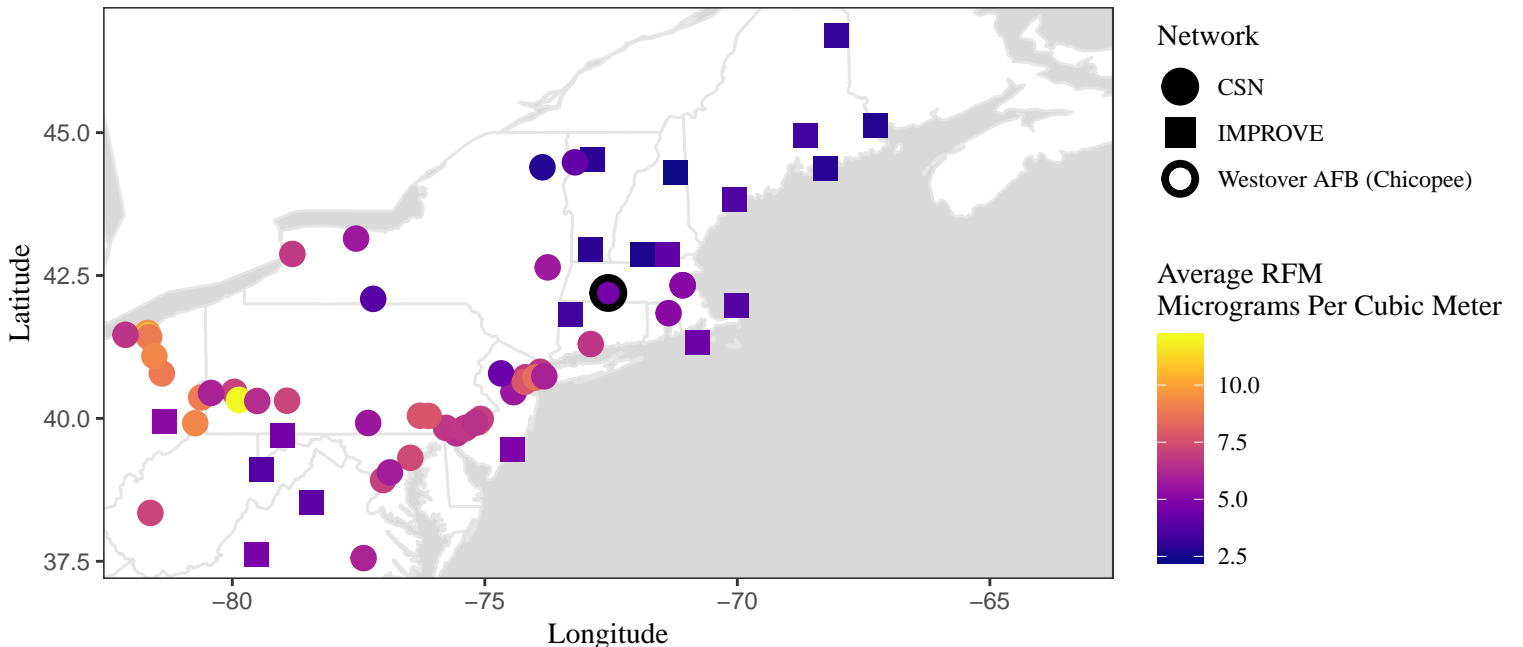 45.0
42.5
40.0
37.5
Latitude
−80
−75
−70
−65
Longitude
Network
CSN
IMPROVE
Westover AFB (Chicopee)
Average RFM
Micrograms Per Cubic Meter
10.0
7.5
5.0
2.5